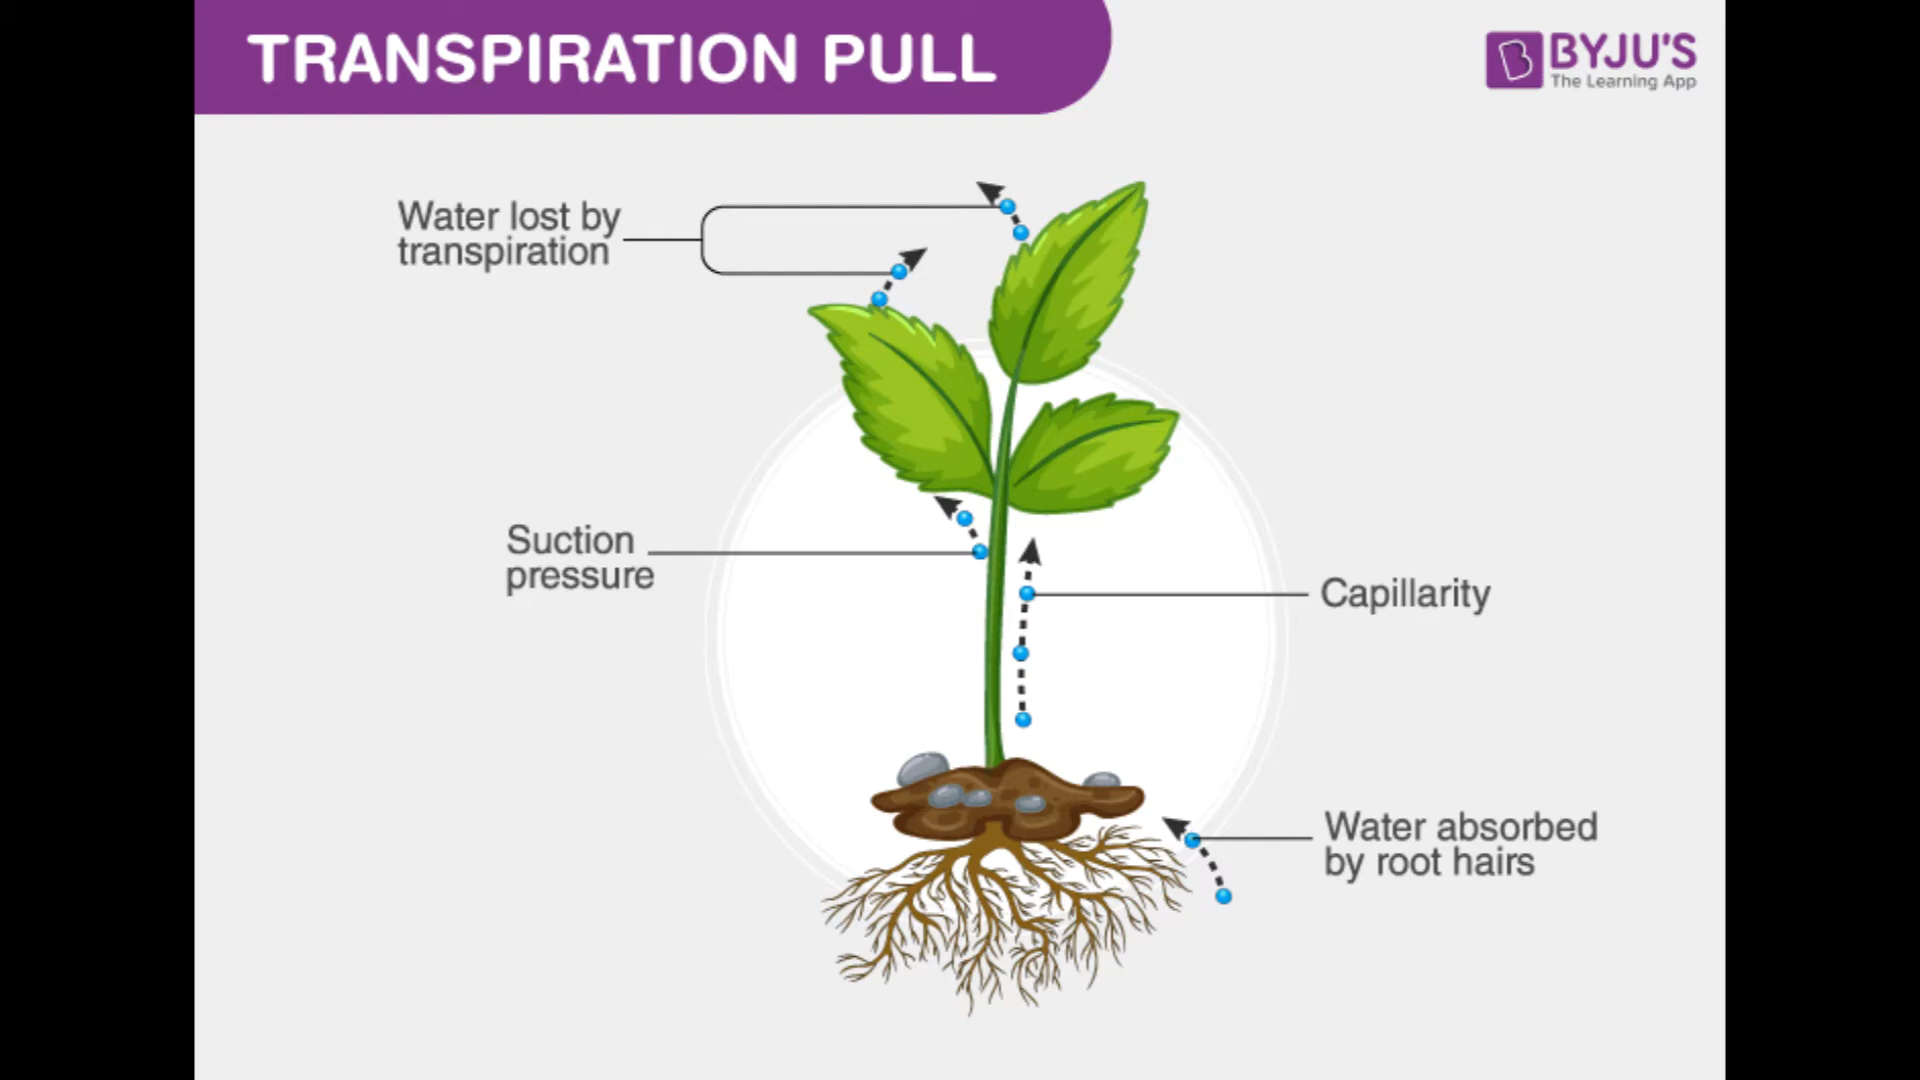 TRANSPIRATION PULL
BYJU'S
The Learning App
Water lost by
transpiration
Suction
pressure
Capillarity
Water absorbed
by root hairs